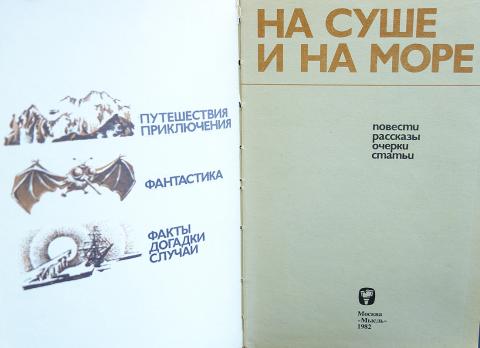 ПУТЕШЕСТВИЯ
ПРИКЛЮЧЕНИЯ
ФАНТАСТИКА
ФАКТЫ
ДОГАДКИ
СЛУЧАИ
НА СУШЕ
И НА МОРЕ
повести
рассказы
очерки
статьи
Москва
«Мысль»
1982